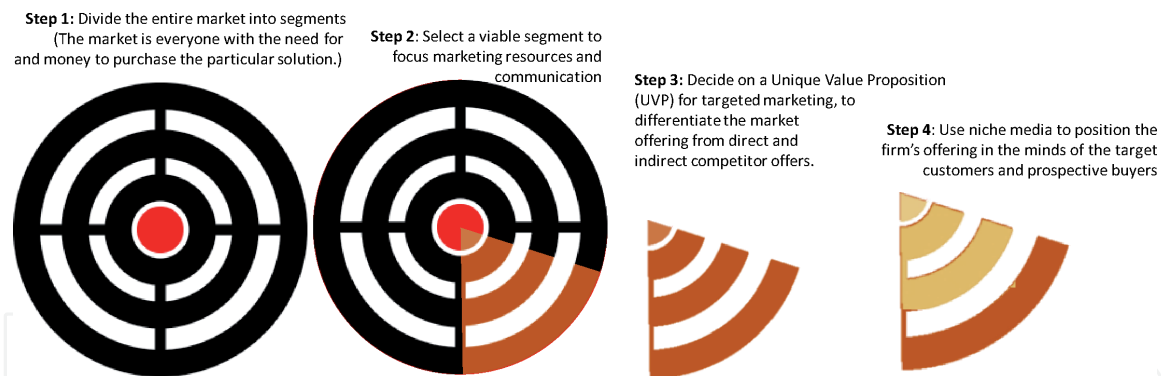 Step 1: Divide the entire market into segments
(The market is everyone with the need for
and money to purchase the particular solution.)
Step 2: Select a viable segment to
focus marketing resources and
communication
Step 3: Decide on a Unique Value Proposition
(UVP) for targeted marketing, to
differentiate the market
offering from direct and
indirect competitor offers.
Step 4: Use niche media to position the
firm’s offering in the minds of the target
customers and prospective buyers